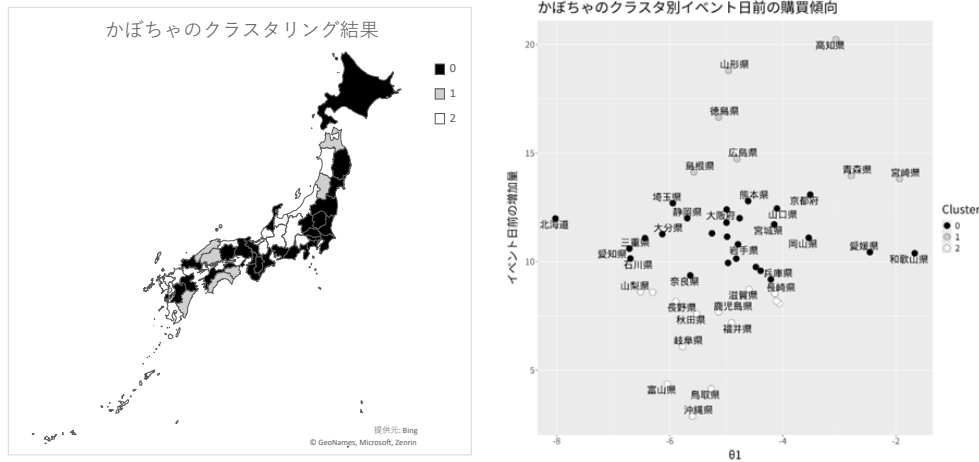 かぼちゃのクラスタリング結果
0
1
2
提供元: Bing
© GeoNames, Microsoft, Zenrin
かぼちゃのクラスタ別イベント日前の購買傾向
イベント日前の増加量
20
15
10
5
高知県
山形県
徳島県
広島県
島根県
青森県
宮崎県
埼玉県
熊本県
京都府
静岡県
大阪府
山口県
北海道
大分県
宮城県
三重県
岩手県
岡山県
愛媛県
愛知県
石川県
和歌山県
奈良県
兵庫県
山梨県
滋賀県
長崎県
長野県
鹿児島県
秋田県
福井県
岐阜県
富山県
鳥取県
沖縄県
-8
-6
-4
-2
θ1
Cluster
0
1
2